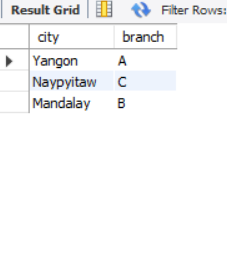 Result Grid Filter Rows:
city branch
Yangon A
Naypyitaw C
Mandalay B